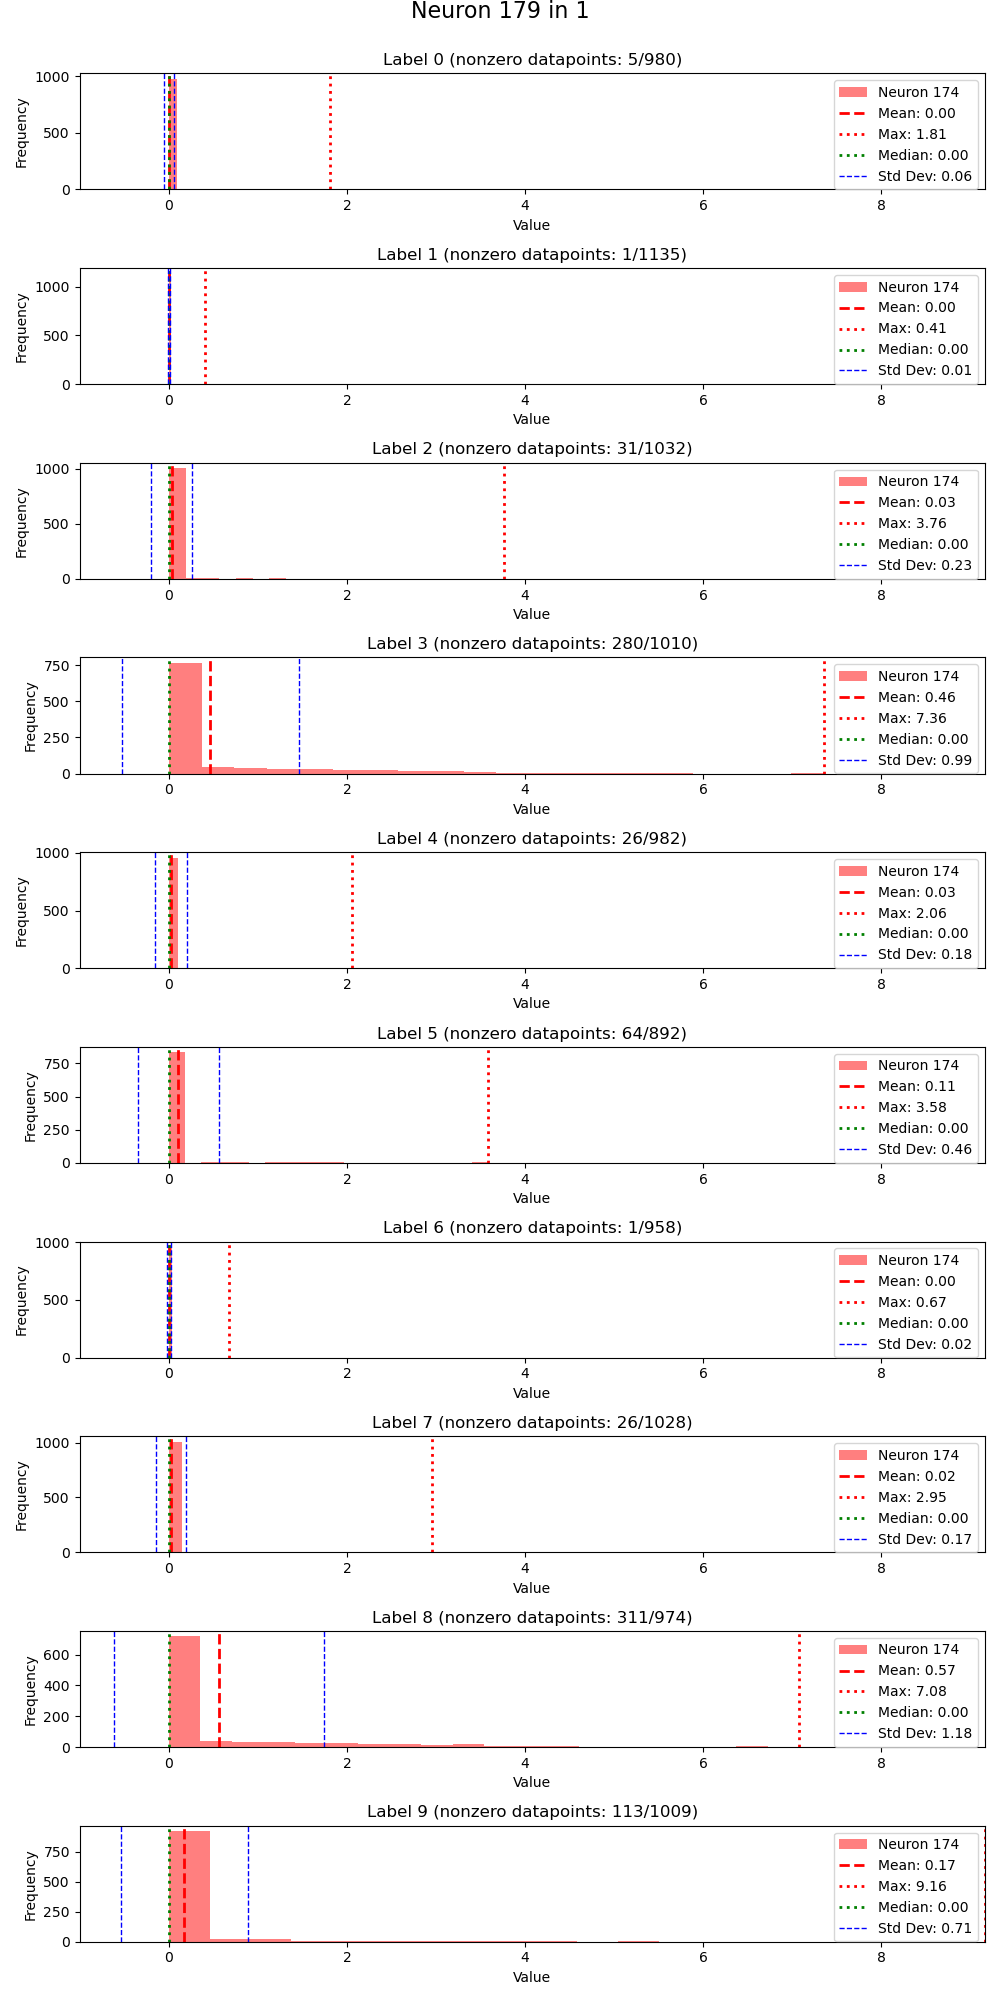 Neuron 179 in 1
Label 0 (nonzero datapoints: 5/980)
1000
500
0
Frequency
Neuron 174
Mean: 0.00
Max: 1.81
Median: 0.00
Std Dev: 0.06
0 2 4 6 8
Value
Label 1 (nonzero datapoints: 1/1135)
1000
500
0
Frequency
Neuron 174
Mean: 0.00
Max: 0.41
Median: 0.00
Std Dev: 0.01
0 2 4 6 8
Value
Label 2 (nonzero datapoints: 31/1032)
1000
500
0
Frequency
Neuron 174
Mean: 0.03
Max: 3.76
Median: 0.00
Std Dev: 0.23
0 2 4 6 8
Value
Label 3 (nonzero datapoints: 280/1010)
750
500
250
0
Frequency
Neuron 174
Mean: 0.46
Max: 7.36
Median: 0.00
Std Dev: 0.99
0 2 4 6 8
Value
Label 4 (nonzero datapoints: 26/982)
1000
500
0
Frequency
Neuron 174
Mean: 0.03
Max: 2.06
Median: 0.00
Std Dev: 0.18
0 2 4 6 8
Value
Label 5 (nonzero datapoints: 64/892)
750
500
250
0
Frequency
Neuron 174
Mean: 0.11
Max: 3.58
Median: 0.00
Std Dev: 0.46
0 2 4 6 8
Value
Label 6 (nonzero datapoints: 1/958)
1000
500
0
Frequency
Neuron 174
Mean: 0.00
Max: 0.67
Median: 0.00
Std Dev: 0.02
0 2 4 6 8
Value
Label 7 (nonzero datapoints: 26/1028)
1000
500
0
Frequency
Neuron 174
Mean: 0.02
Max: 2.95
Median: 0.00
Std Dev: 0.17
0 2 4 6 8
Value
Label 8 (nonzero datapoints: 311/974)
600
400
200
0
Frequency
Neuron 174
Mean: 0.57
Max: 7.08
Median: 0.00
Std Dev: 1.18
0 2 4 6 8
Value
Label 9 (nonzero datapoints: 113/1009)
750
500
250
0
Frequency
Neuron 174
Mean: 0.17
Max: 9.16
Median: 0.00
Std Dev: 0.71
0 2 4 6 8
Value